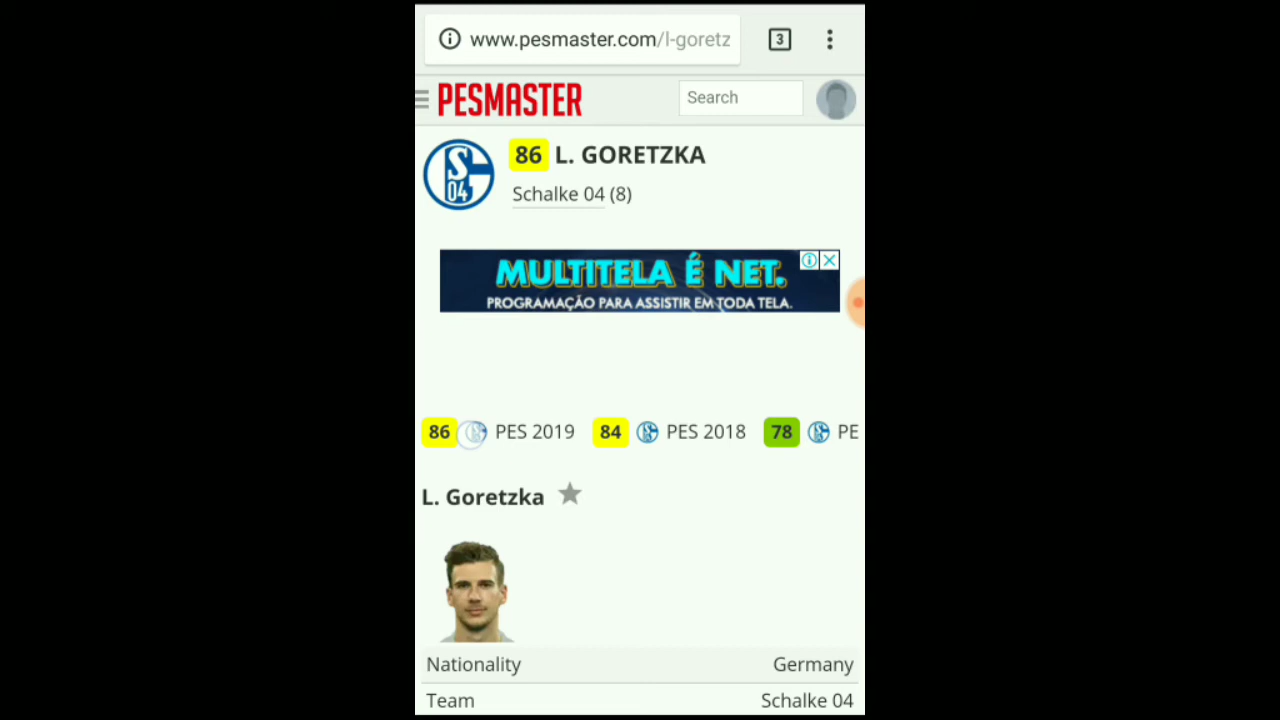 www.pesmaster.com/l-goretz
3
PESMASTER
Search
S
04
86 L. GORETZKA
Schalke 04 (8)
MULTITELA É NET.
PROGRAMAÇÃO PARA ASSISTIR EM TODA TELA.
86 PES 2019 84 PES 2018 78 PE
L. Goretzka
Nationality Germany
Team Schalke 04